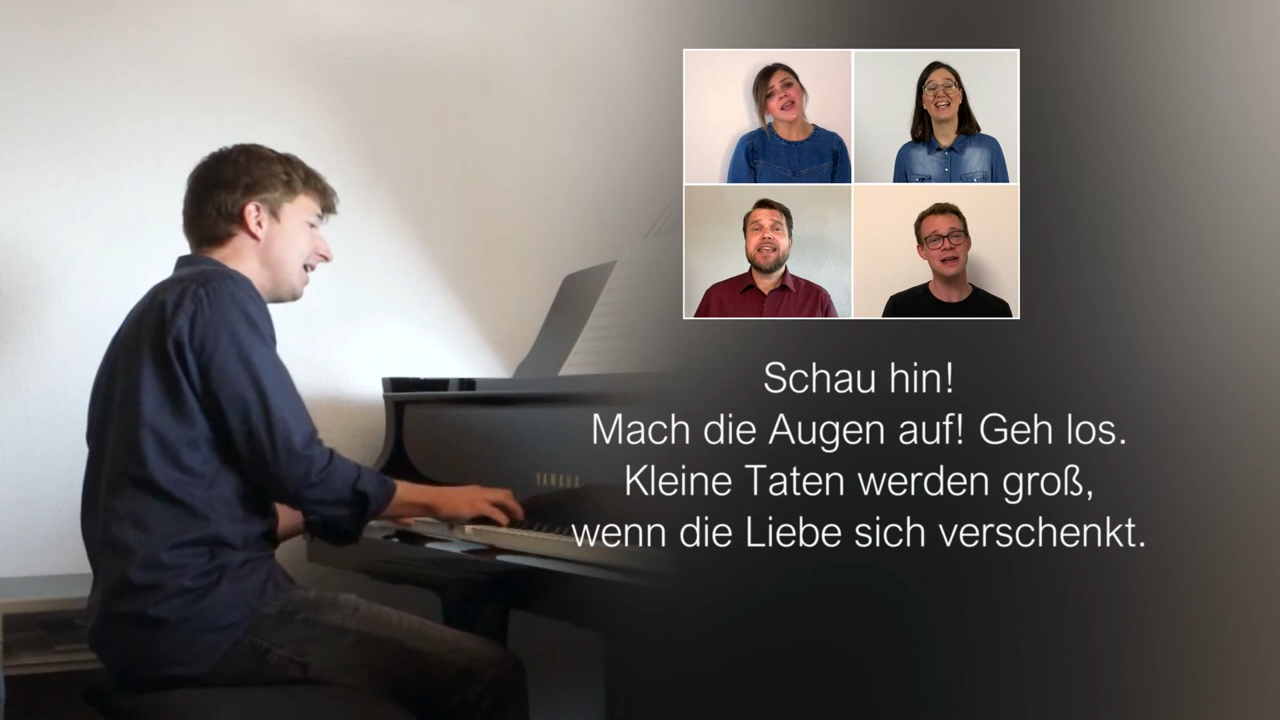 YAMAHA
Schau hin!
Mach die Augen auf! Geh los.
Kleine Taten werden groß,
wenn die Liebe sich verschenkt.